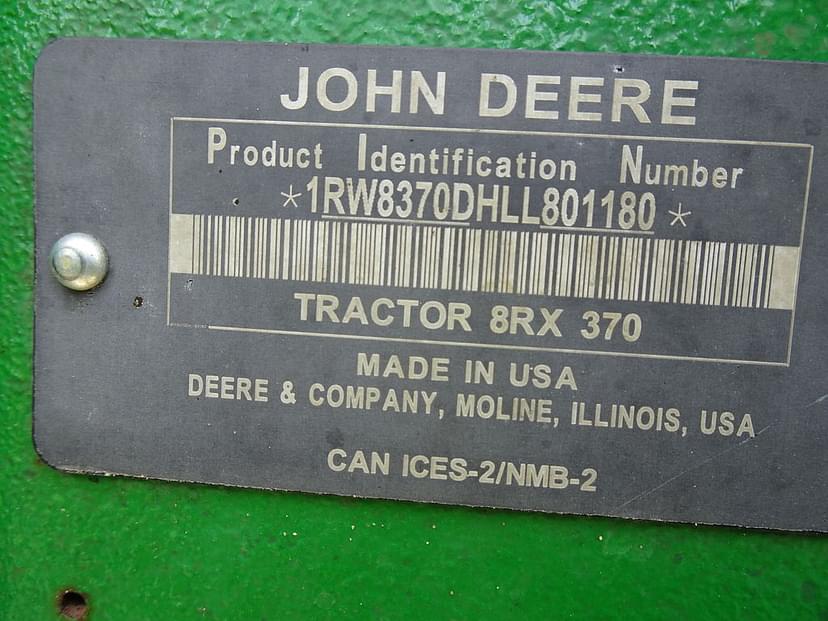 JOHN DEERE
Product Identification Number
*1RW8370DHLL801180*
TRACTOR 8RX 370
MADE IN USA
DEERE & COMPANY, MOLINE, ILLINOIS, USA
CAN ICES-2/NMB-2